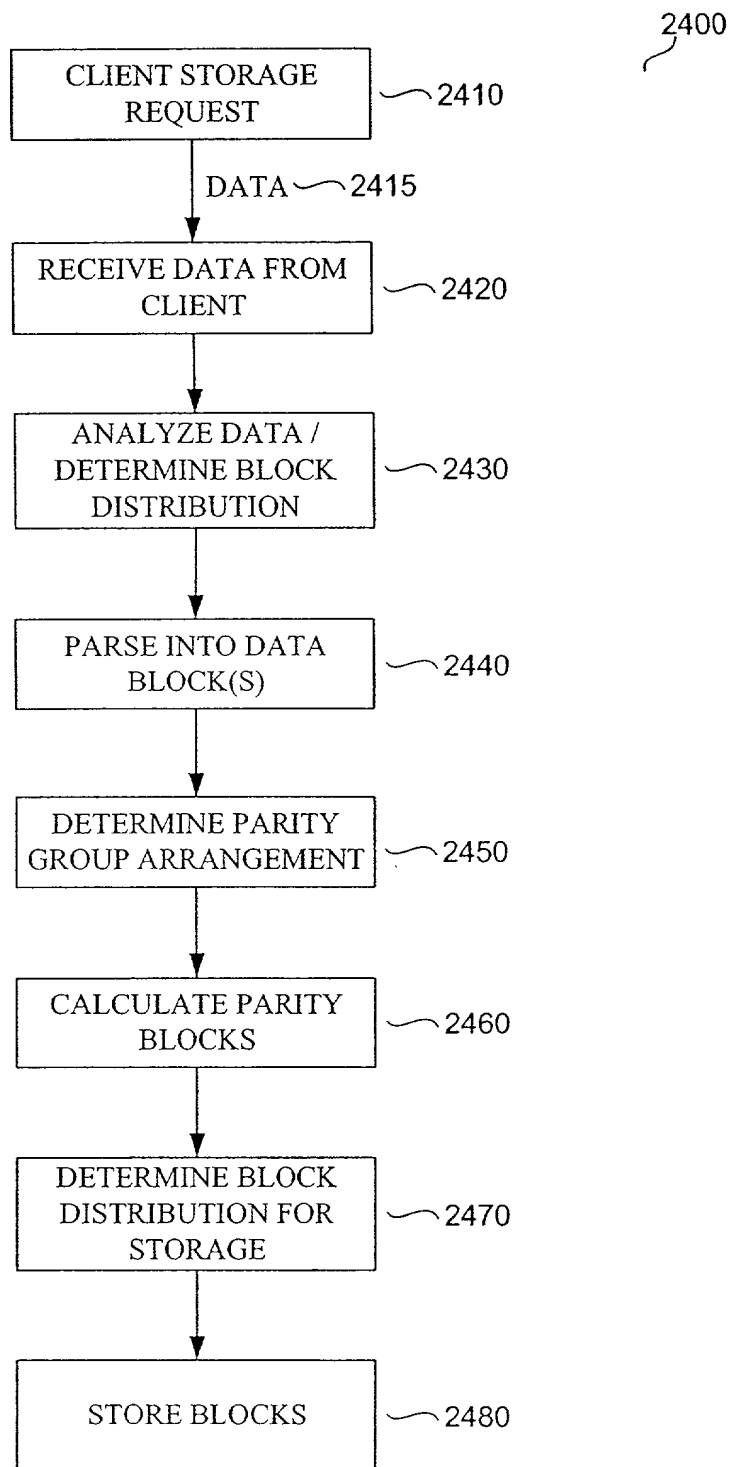 2400
CLIENT STORAGE
REQUEST
2410
DATA
2415
RECEIVE DATA FROM
CLIENT
2420
ANALYZE DATA /
DETERMINE BLOCK
DISTRIBUTION
2430
PARSE INTO DATA
BLOCK(S)
2440
DETERMINE PARITY
GROUP ARRANGEMENT
2450
CALCULATE PARITY
BLOCKS
2460
DETERMINE BLOCK
DISTRIBUTION FOR
STORAGE
2470
STORE BLOCKS
2480